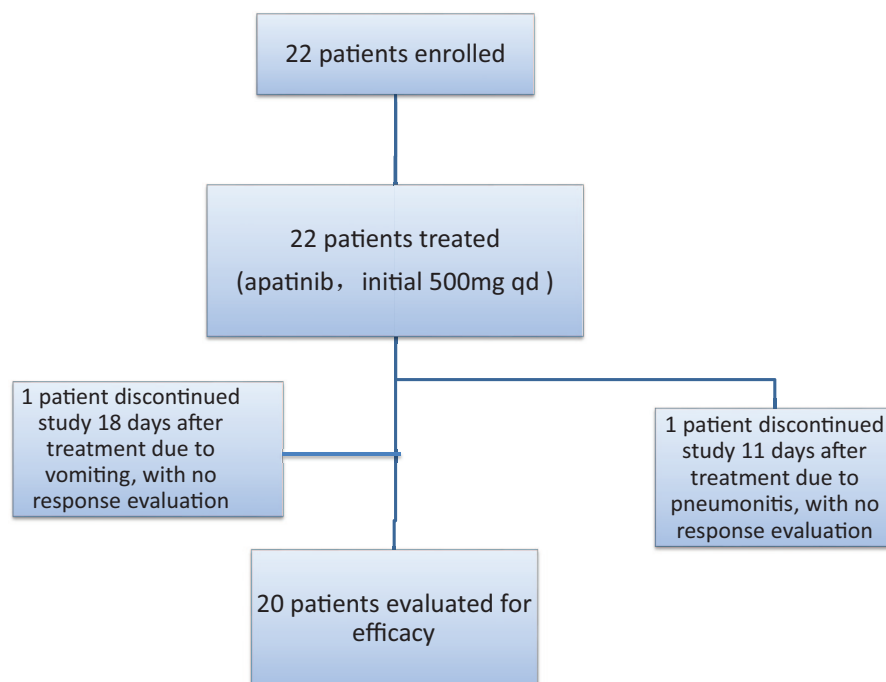 22 patients enrolled
22 patients treated
(apatinib，initial 500mg qd )
1 patient discontinued
study 18 days after
treatment due to
vomiting, with no
response evaluation
1 patient discontinued
study 11 days after
treatment due to
pneumonitis, with no
response evaluation
20 patients evaluated for
efficacy